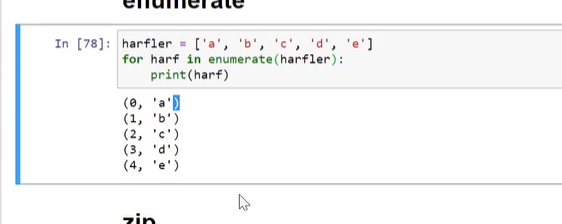 enumerate
In [78]: harfler = ['a', 'b', 'c', 'd', 'e']
for harf in enumerate(harfler):
    print(harf)
(0, 'a')
(1, 'b')
(2, 'c')
(3, 'd')
(4, 'e')
zip